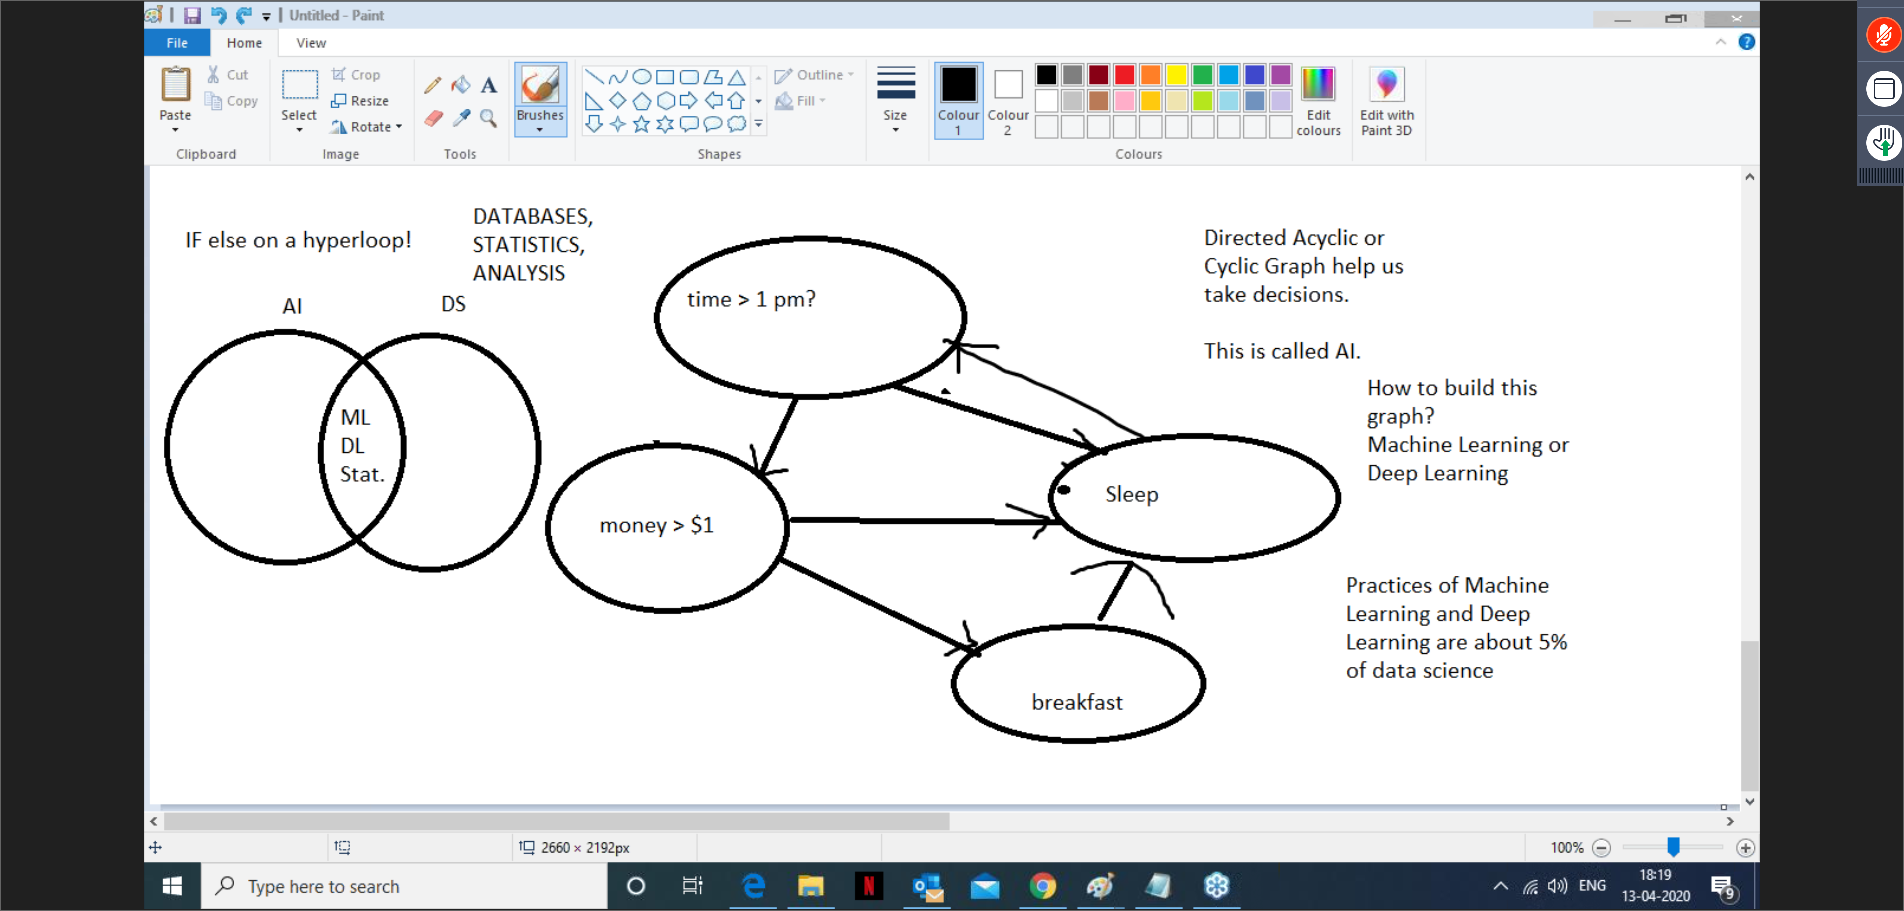 Untitled - Paint
File Home View
Paste
Cut
Copy
Clipboard
Select
Crop
Resize
Rotate
Image
Tools
Brushes
Shapes
Outline
Fill
Size
Colour 1
Colour 2
Colours
Edit colours
Edit with Paint 3D
IF else on a hyperloop!
DATABASES,
STATISTICS,
ANALYSIS
AI
DS
ML
DL
Stat.
time > 1 pm?
money > $1
Sleep
breakfast
Directed Acyclic or
Cyclic Graph help us
take decisions.
This is called AI.
How to build this
graph?
Machine Learning or
Deep Learning
Practices of Machine
Learning and Deep
Learning are about 5%
of data science
2660 × 2192px
100%
Type here to search
N
ENG
18:19
13-04-2020
9